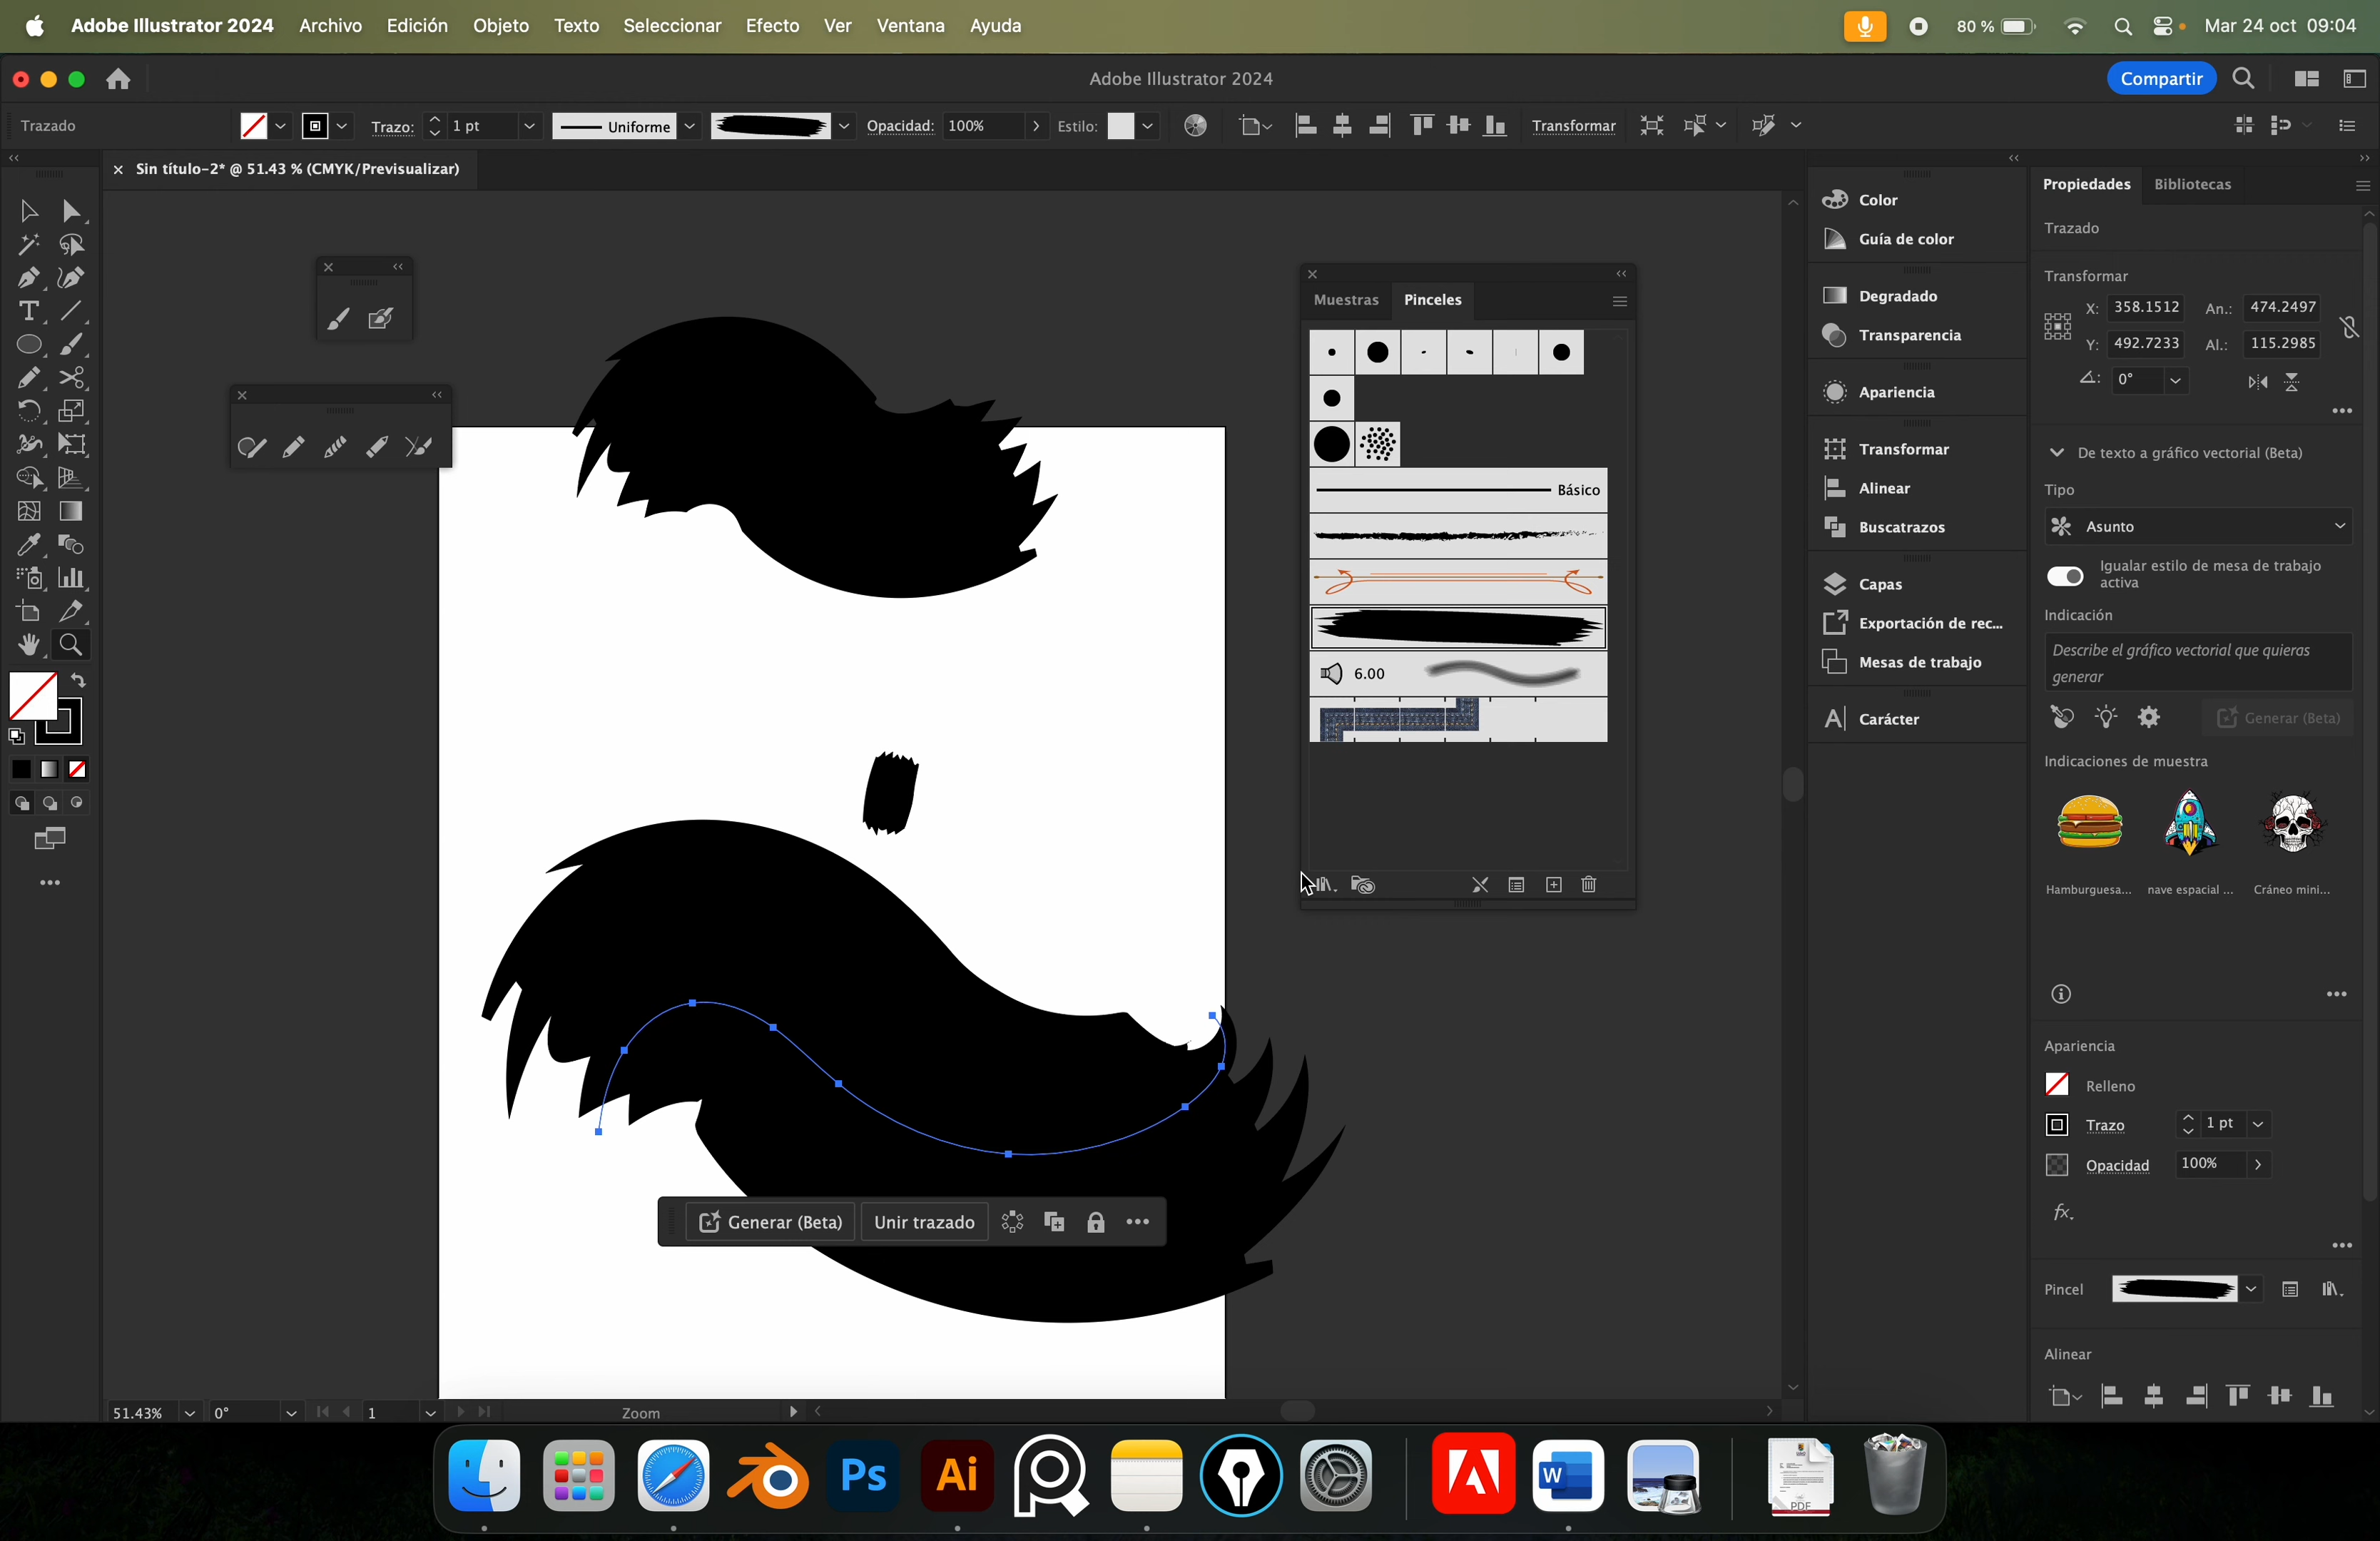 Adobe Illustrator 2024 Archivo Edición Objeto Texto Seleccionar Efecto Ver Ventana Ayuda 80 % Mar 24 oct 09:04
Adobe Illustrator 2024 Compartir
Trazado Trazo: 1 pt Uniforme Opacidad: 100% Estilo: Transformar
Sin título-2* @ 51.43 % (CMYK/Previsualizar)
Muestras Pinceles
Básico
6.00
Color
Guía de color
Degradado
Transparencia
Apariencia
Transformar
Alinear
Buscatrazos
Capas
Exportación de rec...
Mesas de trabajo
Carácter
Propiedades Bibliotecas
Trazado
Transformar
X: 358.1512 An.: 474.2497
Y: 492.7233 Al.: 115.2985
0°
De texto a gráfico vectorial (Beta)
Tipo
Asunto
Igualar estilo de mesa de trabajo
activa
Indicación
Describe el gráfico vectorial que quieras
generar
Generar (Beta)
Indicaciones de muestra
Hamburguesa... nave espacial ... Cráneo mini...
Apariencia
Relleno
Trazo 1 pt
Opacidad 100%
fx.
Pincel
Alinear
Generar (Beta) Unir trazado
51.43% 0° 1 Zoom
Ps Ai W PDF